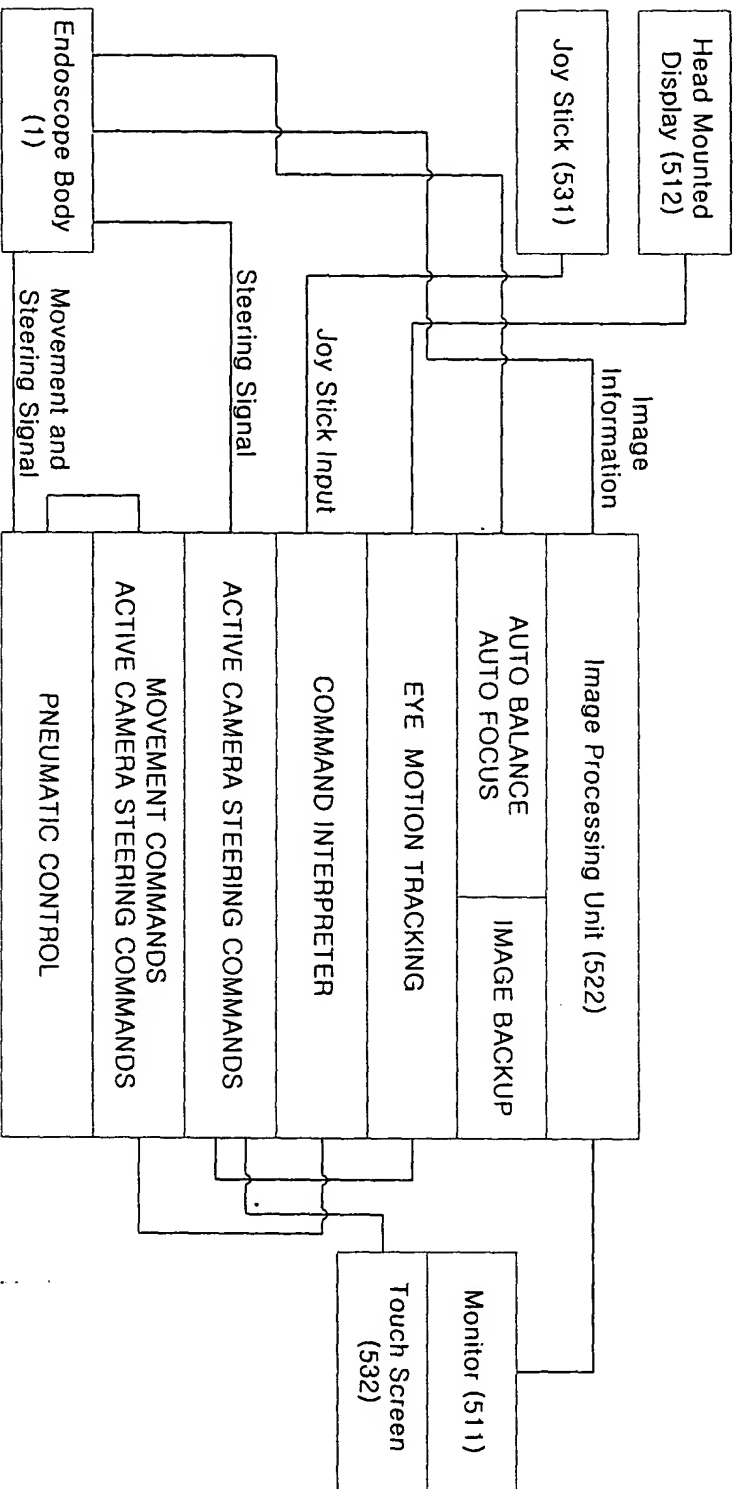 Head Mounted
Display (512)
Joy Stick (531)
Endoscope Body
(1)
Image
Information
Joy Stick Input
Steering Signal
Movement and
Steering Signal
Image Processing Unit (522)
AUTO BALANCE
AUTO FOCUS
IMAGE BACKUP
EYE MOTION TRACKING
COMMAND INTERPRETER
ACTIVE CAMERA STEERING COMMANDS
MOVEMENT COMMANDS
ACTIVE CAMERA STEERING COMMANDS
PNEUMATIC CONTROL
Monitor (511)
Touch Screen
(532)